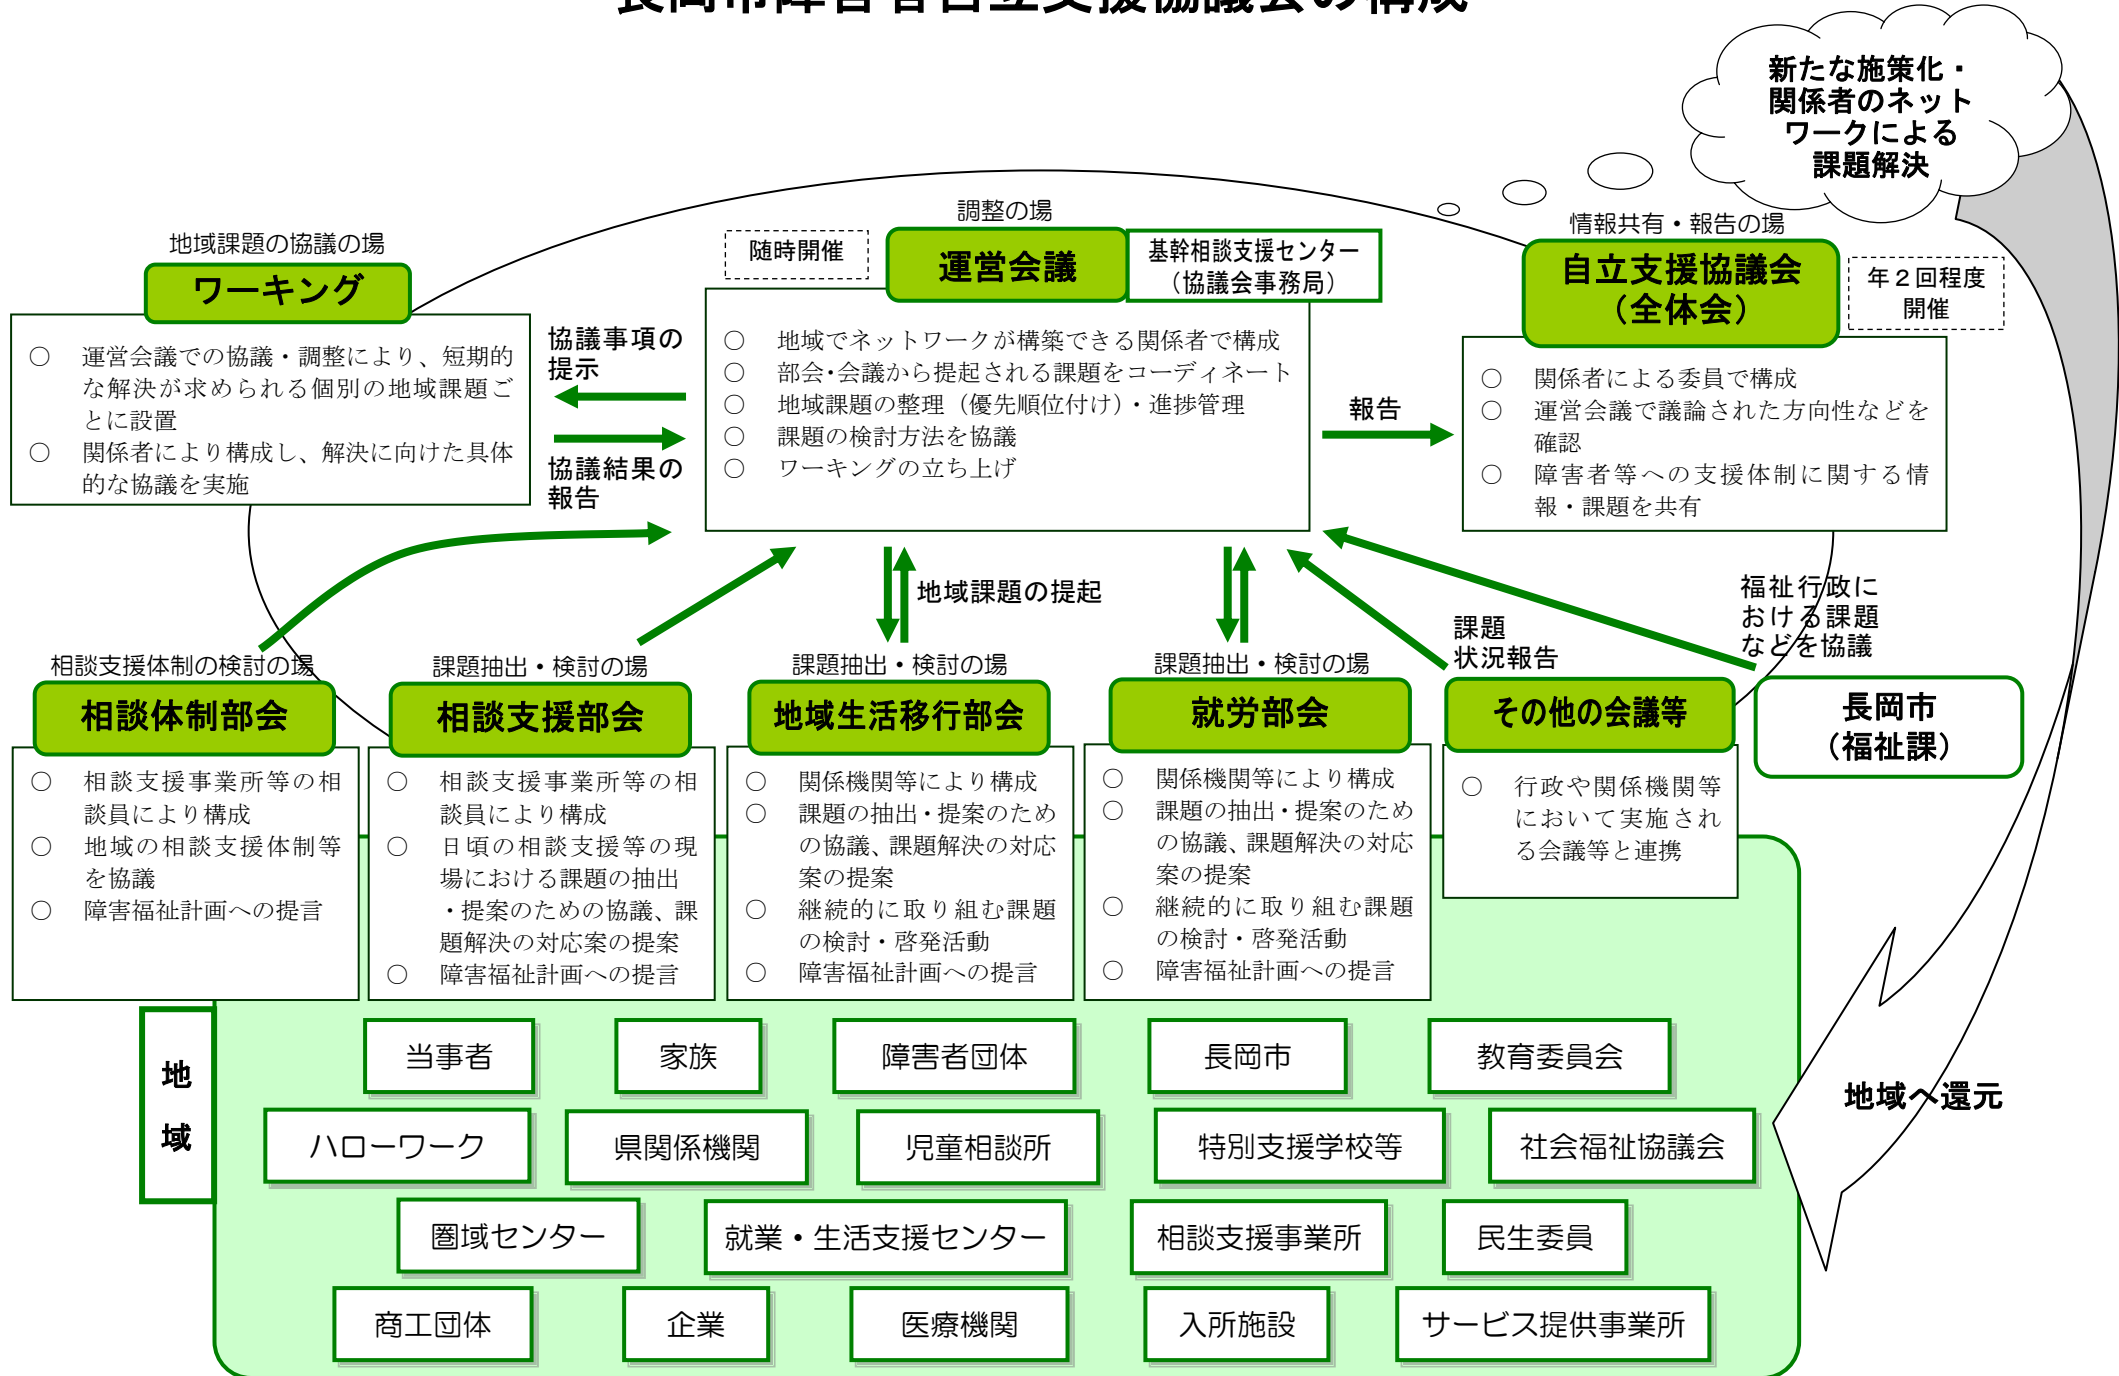 長岡市障害者自立支援協議会の構成
新たな施策化・
関係者のネット
ワークによる
課題解決
地域課題の協議の場
ワーキング
○ 運営会議での協議・調整により、短期的
な解決が求められる個別の地域課題ご
とに設置
○ 関係者により構成し、解決に向けた具体
的な協議を実施
協議事項の
提示
協議結果の
報告
調整の場
随時開催
運営会議
基幹相談支援センター
（協議会事務局）
○ 地域でネットワークが構築できる関係者で構成
○ 部会・会議から提起される課題をコーディネート
○ 地域課題の整理（優先順位付け）・進捗管理
○ 課題の検討方法を協議
○ ワーキングの立ち上げ
報告
情報共有・報告の場
自立支援協議会
（全体会）
年２回程度
開催
○ 関係者による委員で構成
○ 運営会議で議論された方向性などを
確認
○ 障害者等への支援体制に関する情
報・課題を共有
地域課題の提起
課題
状況報告
福祉行政に
おける課題
などを協議
相談支援体制の検討の場
相談体制部会
○ 相談支援事業所等の相
談員により構成
○ 地域の相談支援体制等
を協議
○ 障害福祉計画への提言
課題抽出・検討の場
相談支援部会
○ 相談支援事業所等の相
談員により構成
○ 日頃の相談支援等の現
場における課題の抽出
・提案のための協議、課
題解決の対応案の提案
○ 障害福祉計画への提言
課題抽出・検討の場
地域生活移行部会
○ 関係機関等により構成
○ 課題の抽出・提案のため
の協議、課題解決の対応
案の提案
○ 継続的に取り組む課題
の検討・啓発活動
○ 障害福祉計画への提言
課題抽出・検討の場
就労部会
○ 関係機関等により構成
○ 課題の抽出・提案のため
の協議、課題解決の対応
案の提案
○ 継続的に取り組む課題
の検討・啓発活動
○ 障害福祉計画への提言
その他の会議等
○ 行政や関係機関等
において実施され
る会議等と連携
長岡市
（福祉課）
地域
当事者
家族
障害者団体
長岡市
教育委員会
ハローワーク
県関係機関
児童相談所
特別支援学校等
社会福祉協議会
圏域センター
就業・生活支援センター
相談支援事業所
民生委員
商工団体
企業
医療機関
入所施設
サービス提供事業所
地域へ還元